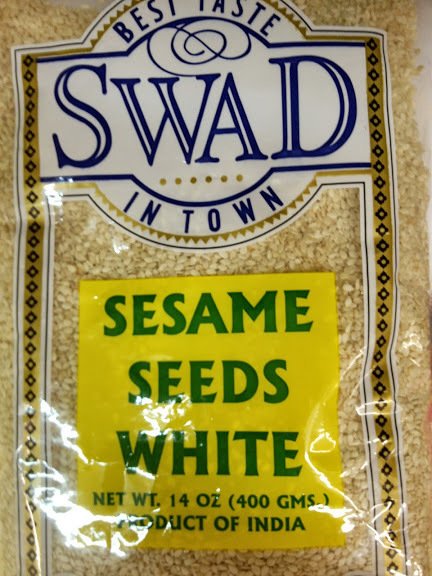 BEST TASTE
SWAD
IN TOWN
SESAME
SEEDS
WHITE
NET WT. 14 OZ (400 GMS.)
PRODUCT OF INDIA